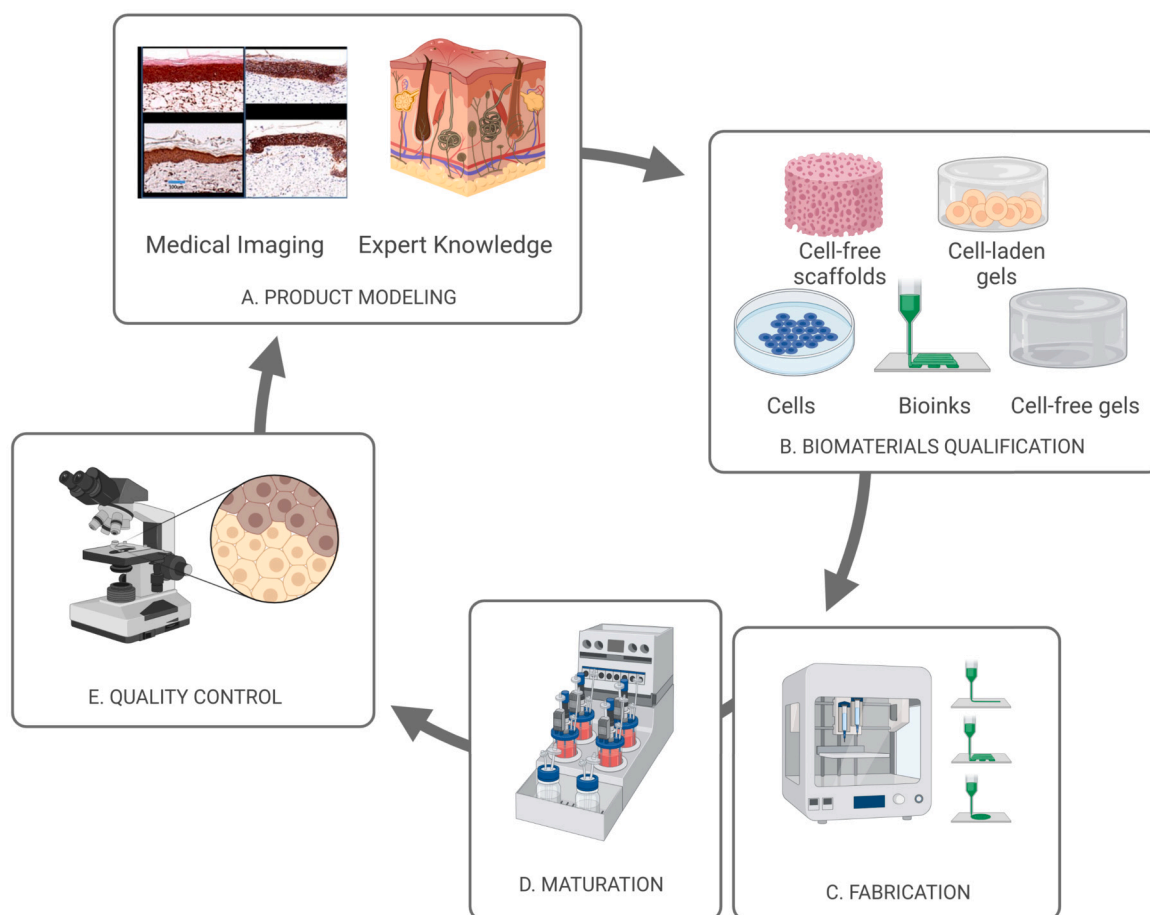 Medical Imaging
Expert Knowledge
A. PRODUCT MODELING
Cell-free
scaffolds
Cell-laden
gels
Cells
Bioinks
Cell-free gels
B. BIOMATERIALS QUALIFICATION
C. FABRICATION
D. MATURATION
E. QUALITY CONTROL